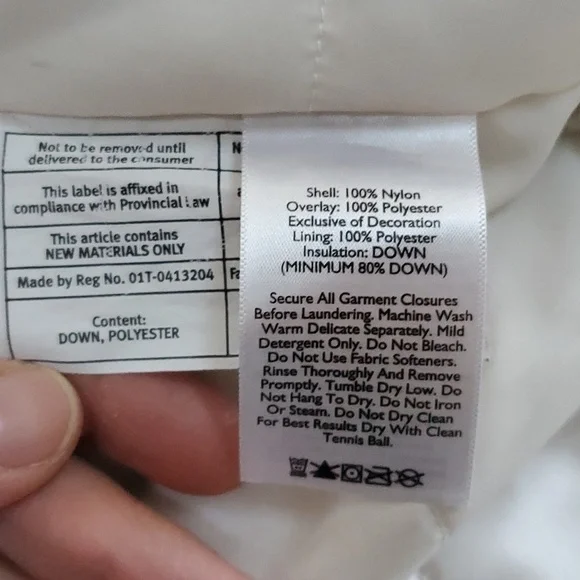 Not to be removed until
delivered to the consumer
This label is affixed in
compliance with Provincial Law
This article contains
NEW MATERIALS ONLY
Made by Reg No. 01T-0413204
Content:
DOWN, POLYESTER
N
Fa
Shell: 100% Nylon
Overlay: 100% Polyester
Exclusive of Decoration
Lining: 100% Polyester
Insulation: DOWN
(MINIMUM 80% DOWN)
Secure All Garment Closures
Before Laundering. Machine Wash
Warm Delicate Separately. Mild
Detergent Only. Do Not Bleach.
Do Not Use Fabric Softeners.
Rinse Thoroughly And Remove
Promptly. Tumble Dry Low. Do
Not Hang To Dry. Do Not Iron
Or Steam. Do Not Dry Clean
For Best Results Dry With Clean
Tennis Ball.